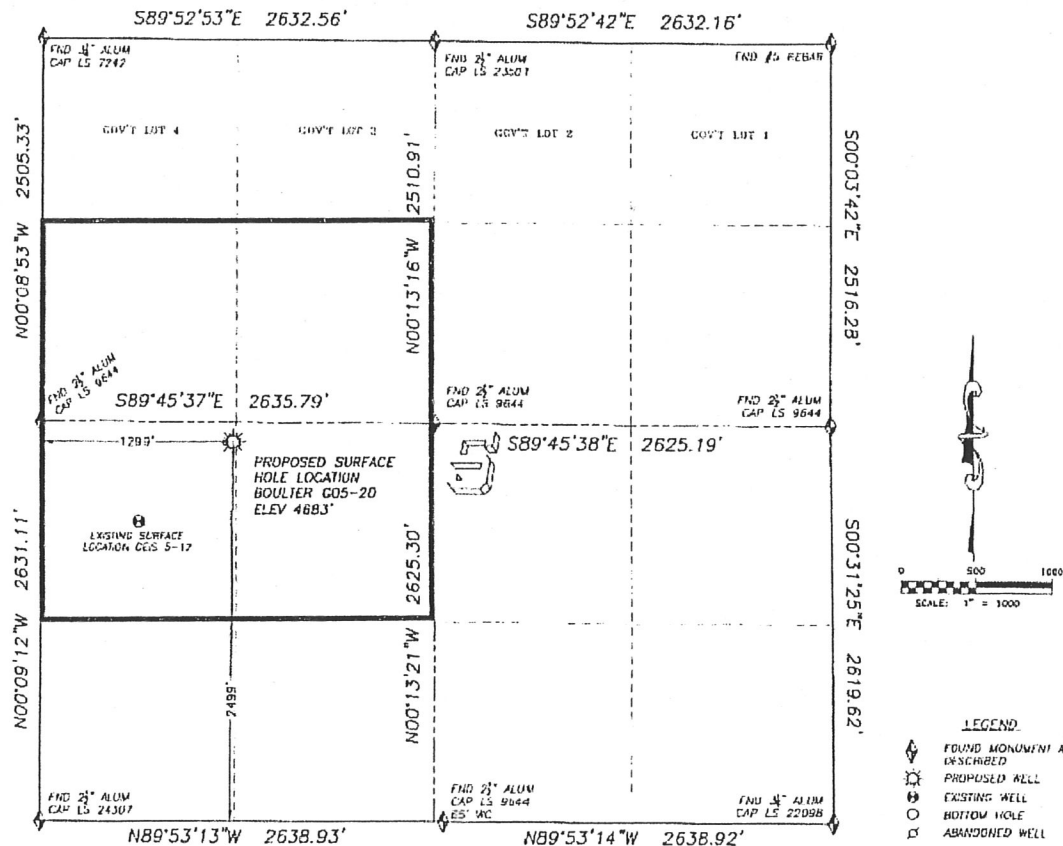 S89°52'53"E 2632.56'
S89°52'42"E 2632.16'
FND ¾" ALUM
CAP LS 7242
FND 2½" ALUM
CAP LS 23501
FND #5 REBAR
GOV'T LOT 4
GOV'T LOT 3
GOV'T LOT 2
GOV'T LOT 1
N00°08'53"W 2505.33'
N00°13'16"W 2510.91'
S00°03'42"E 2516.28'
FND 2½" ALUM
CAP LS 9644
S89°45'37"E 2635.79'
FND 2½" ALUM
CAP LS 9644
FND 2½" ALUM
CAP LS 9644
1299'
5
S89°45'38"E 2625.19'
PROPOSED SURFACE
HOLE LOCATION
BOULTER G05-20
ELEV 4683'
EXISTING SURFACE
LOCATION GEIS 5-12
N00°09'12"W 2631.11'
N00°13'21"W 2625.30'
S00°31'25"E 2619.62'
2499'
0 500 1000
SCALE: 1" = 1000
LEGEND
FOUND MONUMENT A
DESCRIBED
PROPOSED WELL
EXISTING WELL
BOTTOM HOLE
ABANDONED WELL
FND 2½" ALUM
CAP LS 24307
FND 2½" ALUM
CAP LS 9644
WC
FND ¾" ALUM
CAP LS 22098
N89°53'13"W 2638.93'
N89°53'14"W 2638.92'